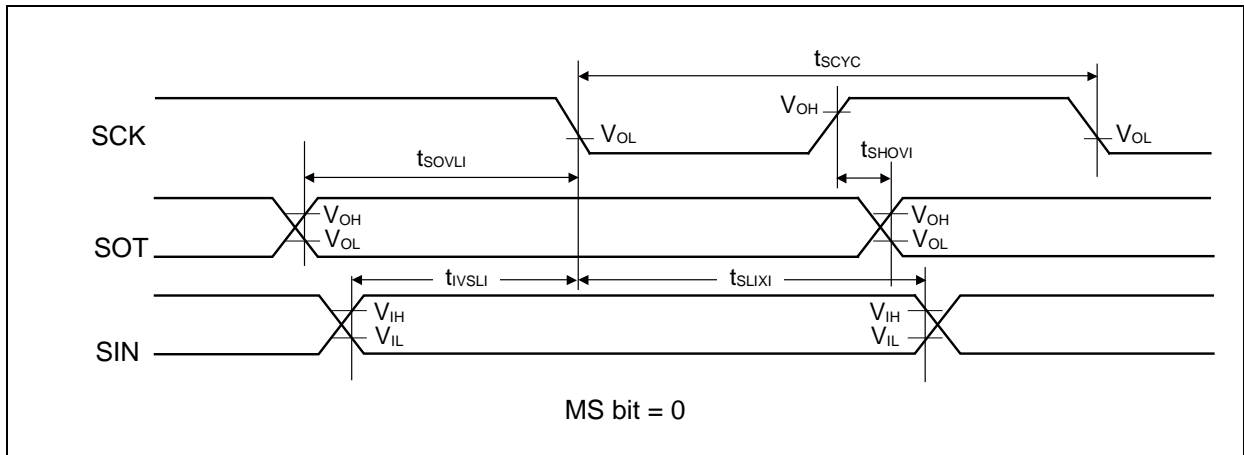 tSCYC
SCK
VOL
VOH
VOL
tSOVLI
tSHOVI
SOT
VOH
VOL
VOH
VOL
tIVSLI
tSLIXI
SIN
VIH
VIL
VIH
VIL
MS bit = 0